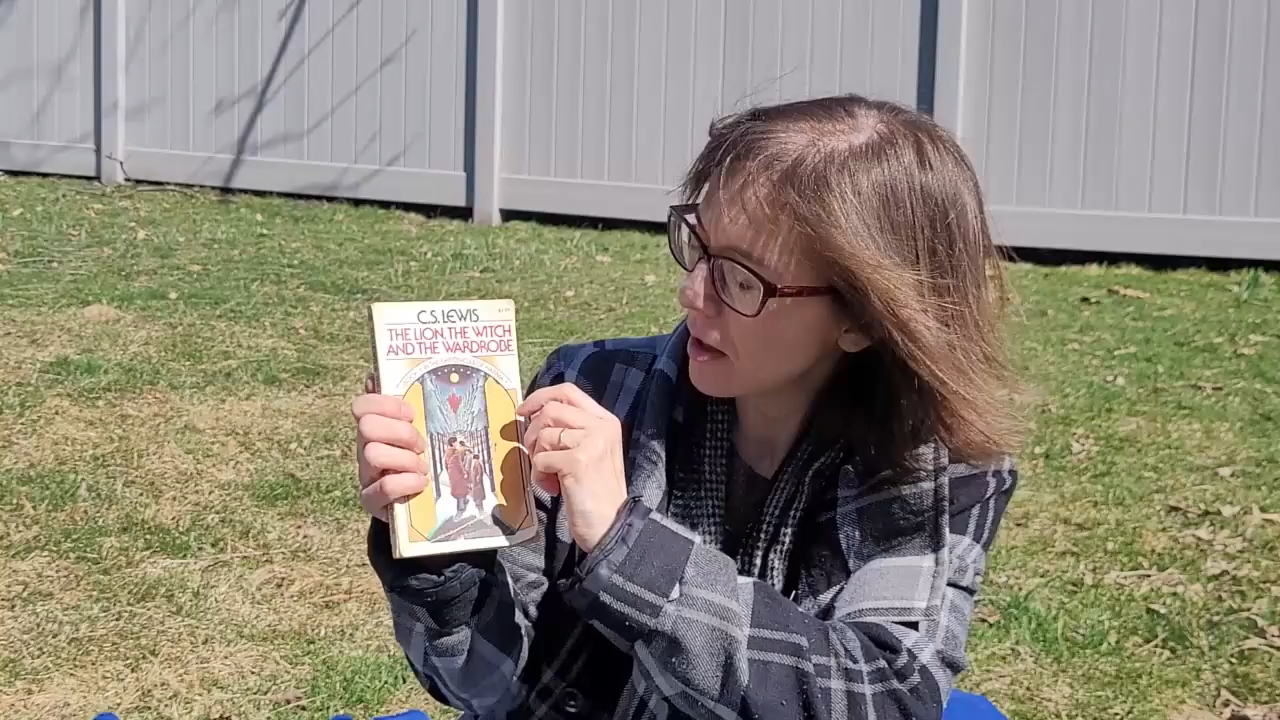 C.S. LEWIS
THE LION, THE WITCH
AND THE WARDROBE